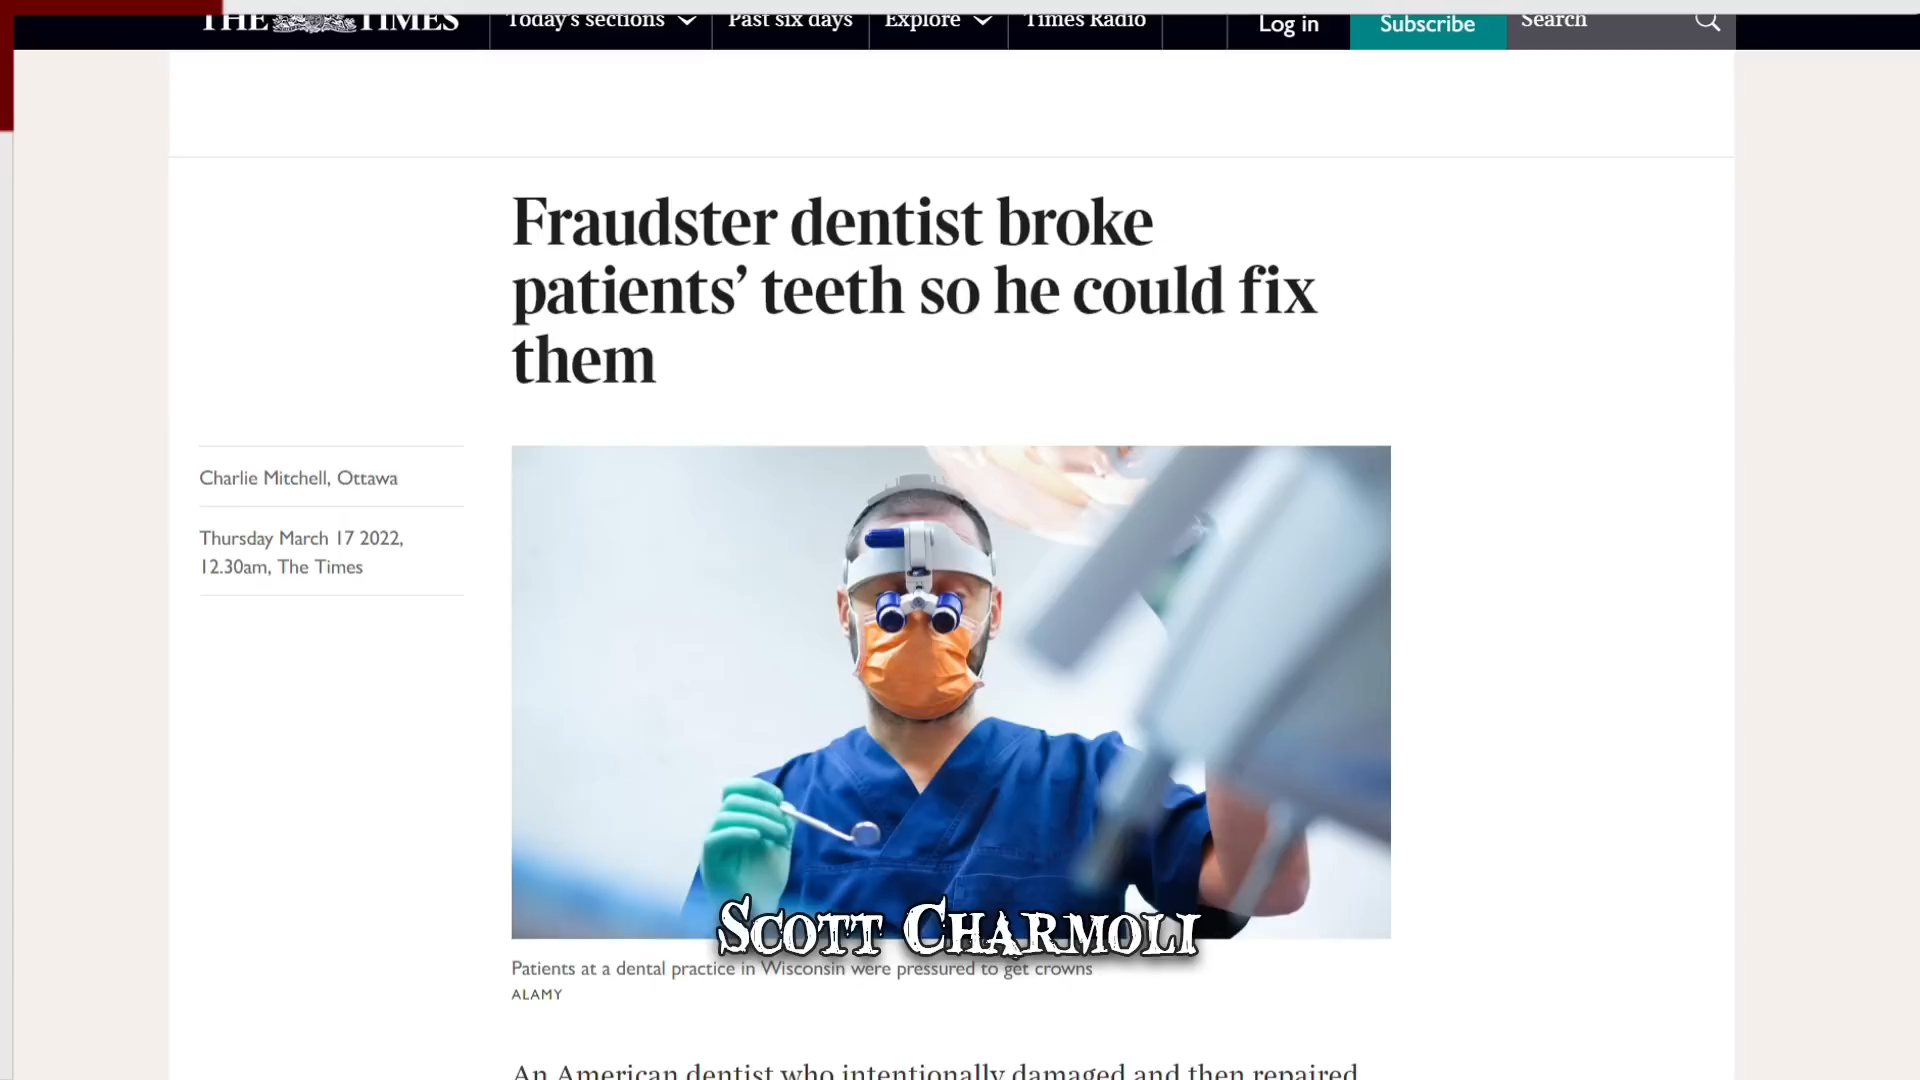 THE TIMES
Today's sections
Past six days
Explore
Times Radio
Log in
Subscribe
Search
Fraudster dentist broke
patients’ teeth so he could fix
them
Charlie Mitchell, Ottawa
Thursday March 17 2022,
12.30am, The Times
SCOTT CHARMOLI
Patients at a dental practice in Wisconsin were pressured to get crowns
ALAMY
An American dentist who intentionally damaged and then repaired